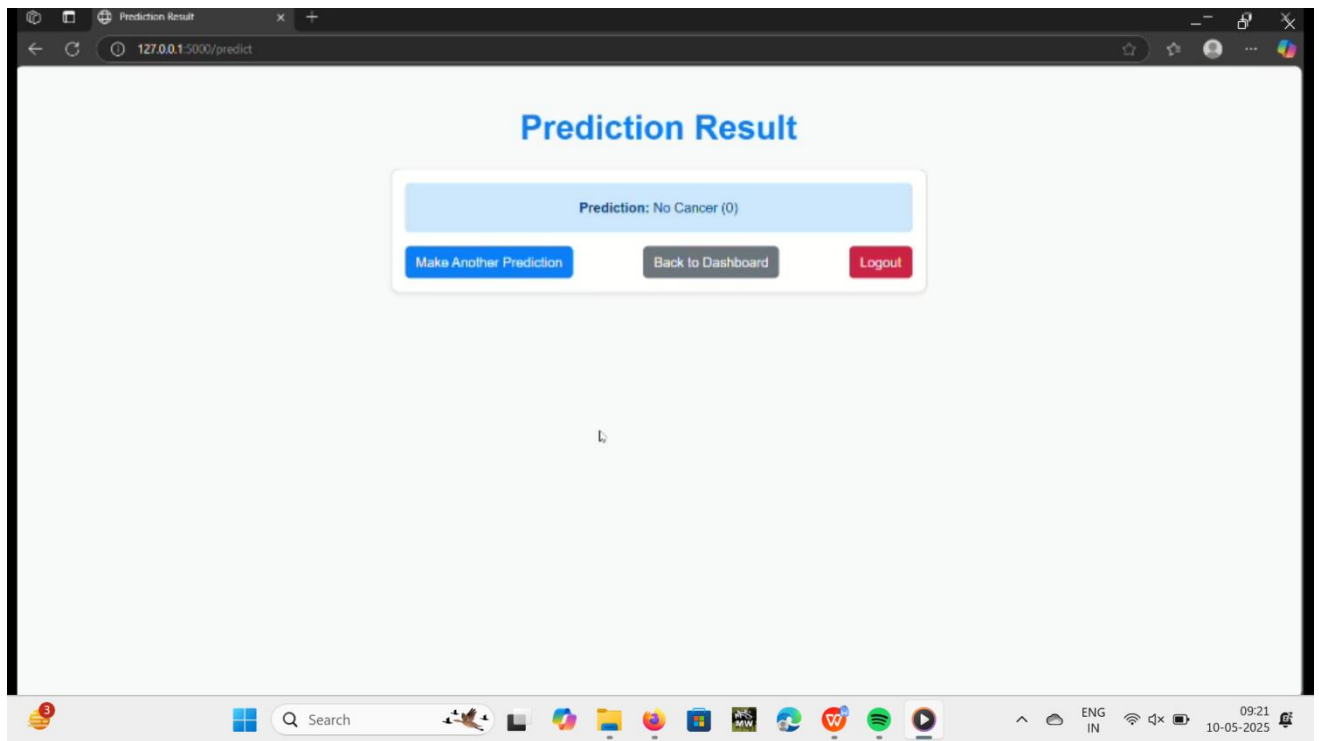 Prediction Result
127.0.0.1:5000/predict
Prediction Result
Prediction: No Cancer (0)
Make Another Prediction
Back to Dashboard
Logout
3
Search
ENG
IN
09:21
10-05-2025